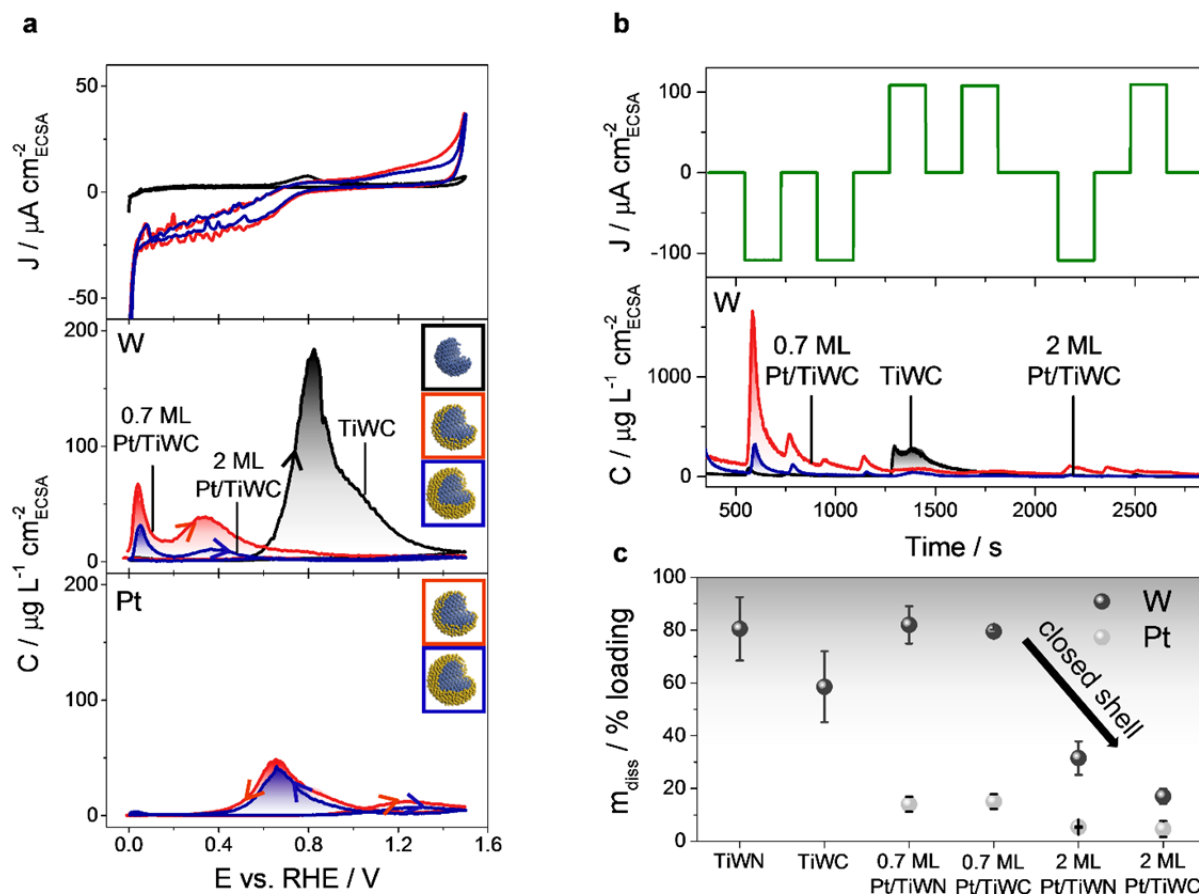 a
50
0
-50
J / μA cm⁻²ECSA
W
200
100
0
0.7 ML
Pt/TiWC
2 ML
Pt/TiWC
TiWC
C / μg L⁻¹ cm⁻²ECSA
Pt
200
100
0
0.0
0.4
0.8
1.2
1.6
E vs. RHE / V
b
100
0
-100
J / μA cm⁻²ECSA
W
1000
0
C / μg L⁻¹ cm⁻²ECSA
0.7 ML
Pt/TiWC
TiWC
2 ML
Pt/TiWC
500
1000
1500
2000
2500
Time / s
c
100
80
60
40
20
0
m_diss / % loading
W
Pt
closed shell
TiWN
TiWC
0.7 ML
Pt/TiWN
0.7 ML
Pt/TiWC
2 ML
Pt/TiWN
2 ML
Pt/TiWC